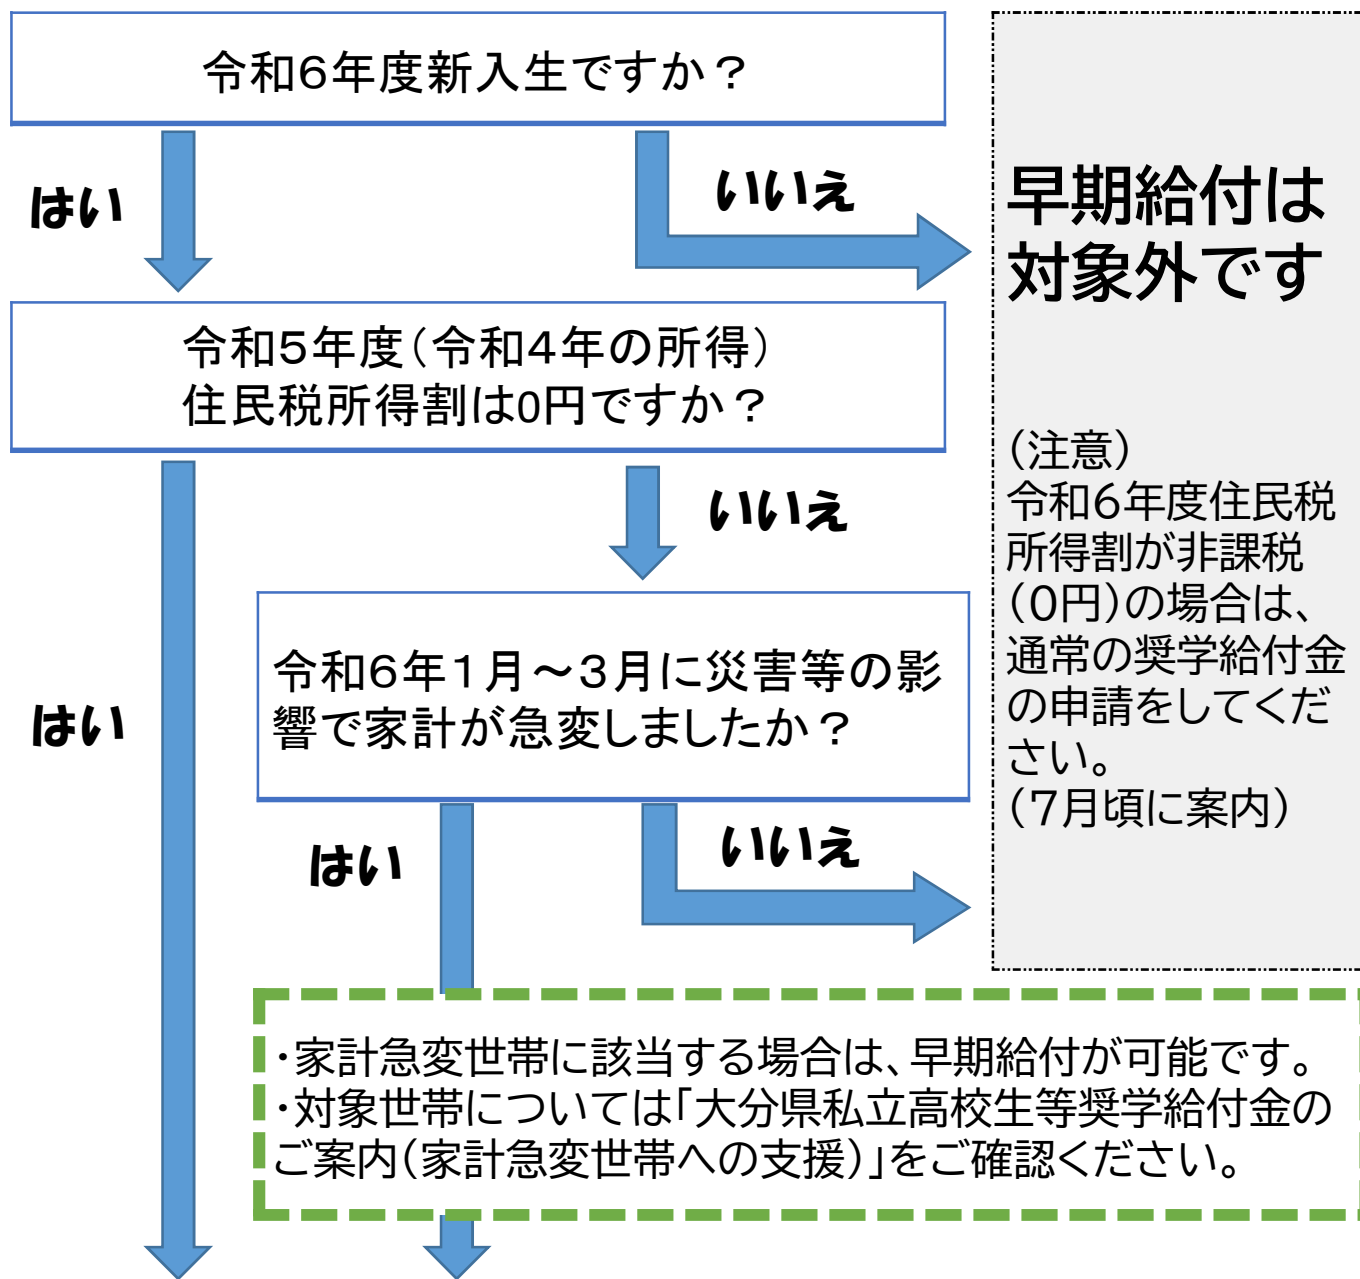 令和6年度新入生ですか？
はい
いいえ
早期給付は
対象外です
令和5年度（令和4年の所得）
住民税所得割は0円ですか？
（注意）
令和6年度住民税
所得割が非課税
（0円）の場合は、
通常の奨学給付金
の申請をしてくだ
さい。
（7月頃に案内）
いいえ
はい
令和6年1月～3月に災害等の影
響で家計が急変しましたか？
はい
いいえ
・家計急変世帯に該当する場合は、早期給付が可能です。
・対象世帯については「大分県私立高校生等奨学給付金の
ご案内（家計急変世帯への支援）」をご確認ください。